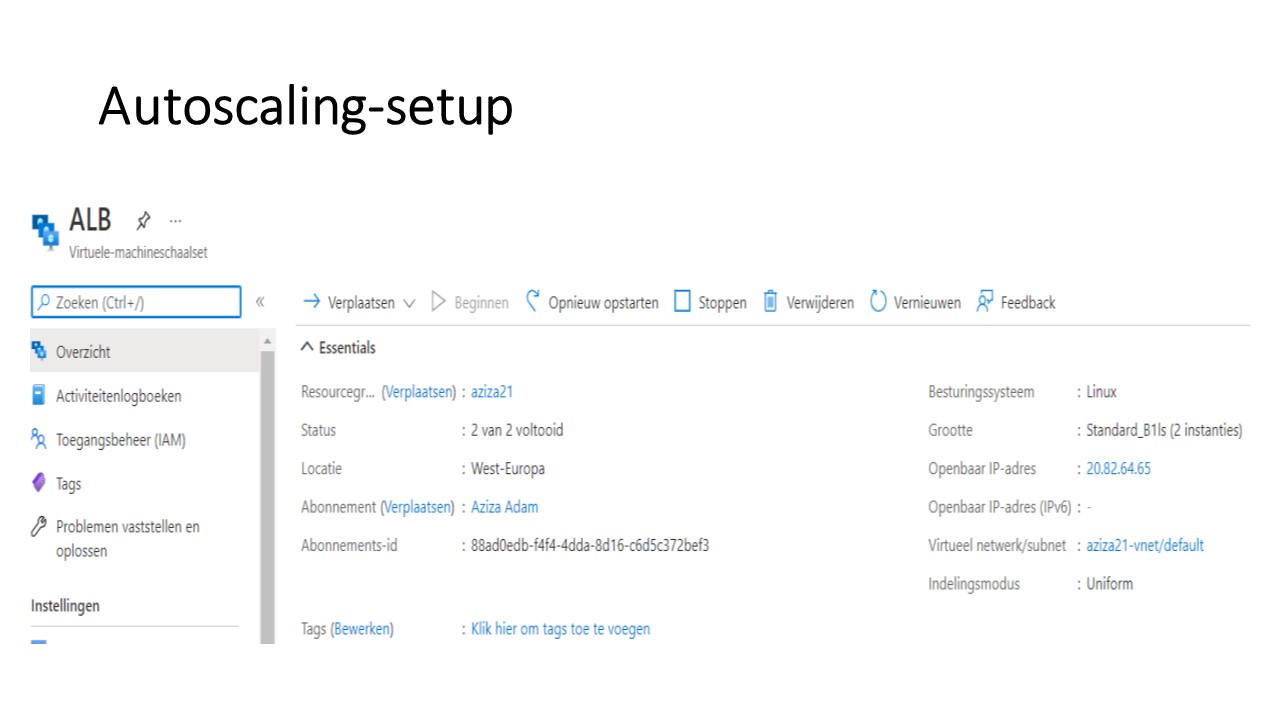 Autoscaling-setup
ALB
Virtuele-machineschaalset
Zoeken (Ctrl+/)
«
Verplaatsen Beginnen Opnieuw opstarten Stoppen Verwijderen Vernieuwen Feedback
Overzicht
Activiteitenlogboeken
Toegangsbeheer (IAM)
Tags
Problemen vaststellen en
oplossen
Instellingen
Essentials
Resourcegr... (Verplaatsen) : aziza21
Status : 2 van 2 voltooid
Locatie : West-Europa
Abonnement (Verplaatsen) : Aziza Adam
Abonnements-id : 88ad0edb-f4f4-4dda-8d16-c6d5c372bef3
Tags (Bewerken) : Klik hier om tags toe te voegen
Besturingssysteem : Linux
Grootte : Standard_B1ls (2 instanties)
Openbaar IP-adres : 20.82.64.65
Openbaar IP-adres (IPv6) : -
Virtueel netwerk/subnet : aziza21-vnet/default
Indelingsmodus : Uniform